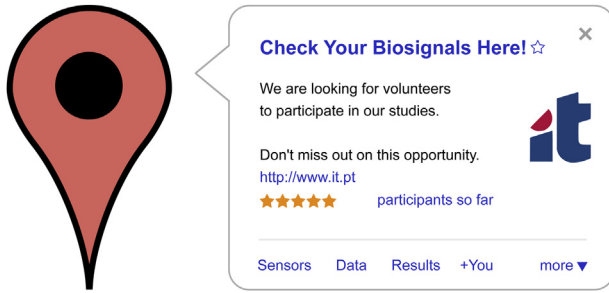 Check Your Biosignals Here!
We are looking for volunteers
to participate in our studies.
Don't miss out on this opportunity.
http://www.it.pt
participants so far
it
Sensors Data Results +You more